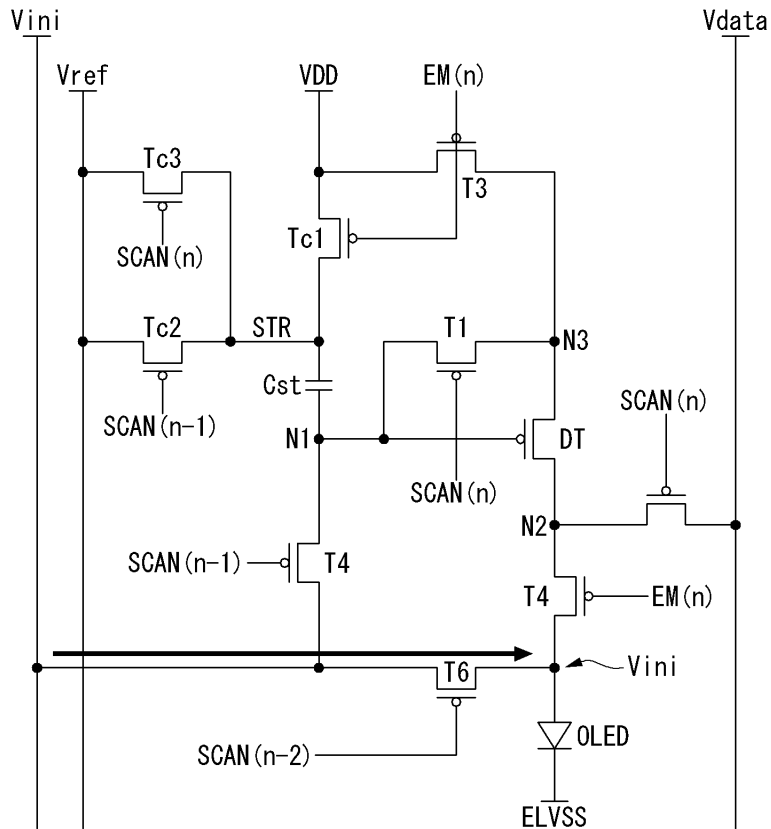 Vini
Vdata
Vref
VDD
EM(n)
Tc3
T3
SCAN(n)
Tc1
Tc2
STR
T1
N3
Cst
SCAN(n)
SCAN(n-1)
N1
DT
SCAN(n)
N2
SCAN(n-1)
T4
T4
EM(n)
T6
Vini
SCAN(n-2)
OLED
ELVSS